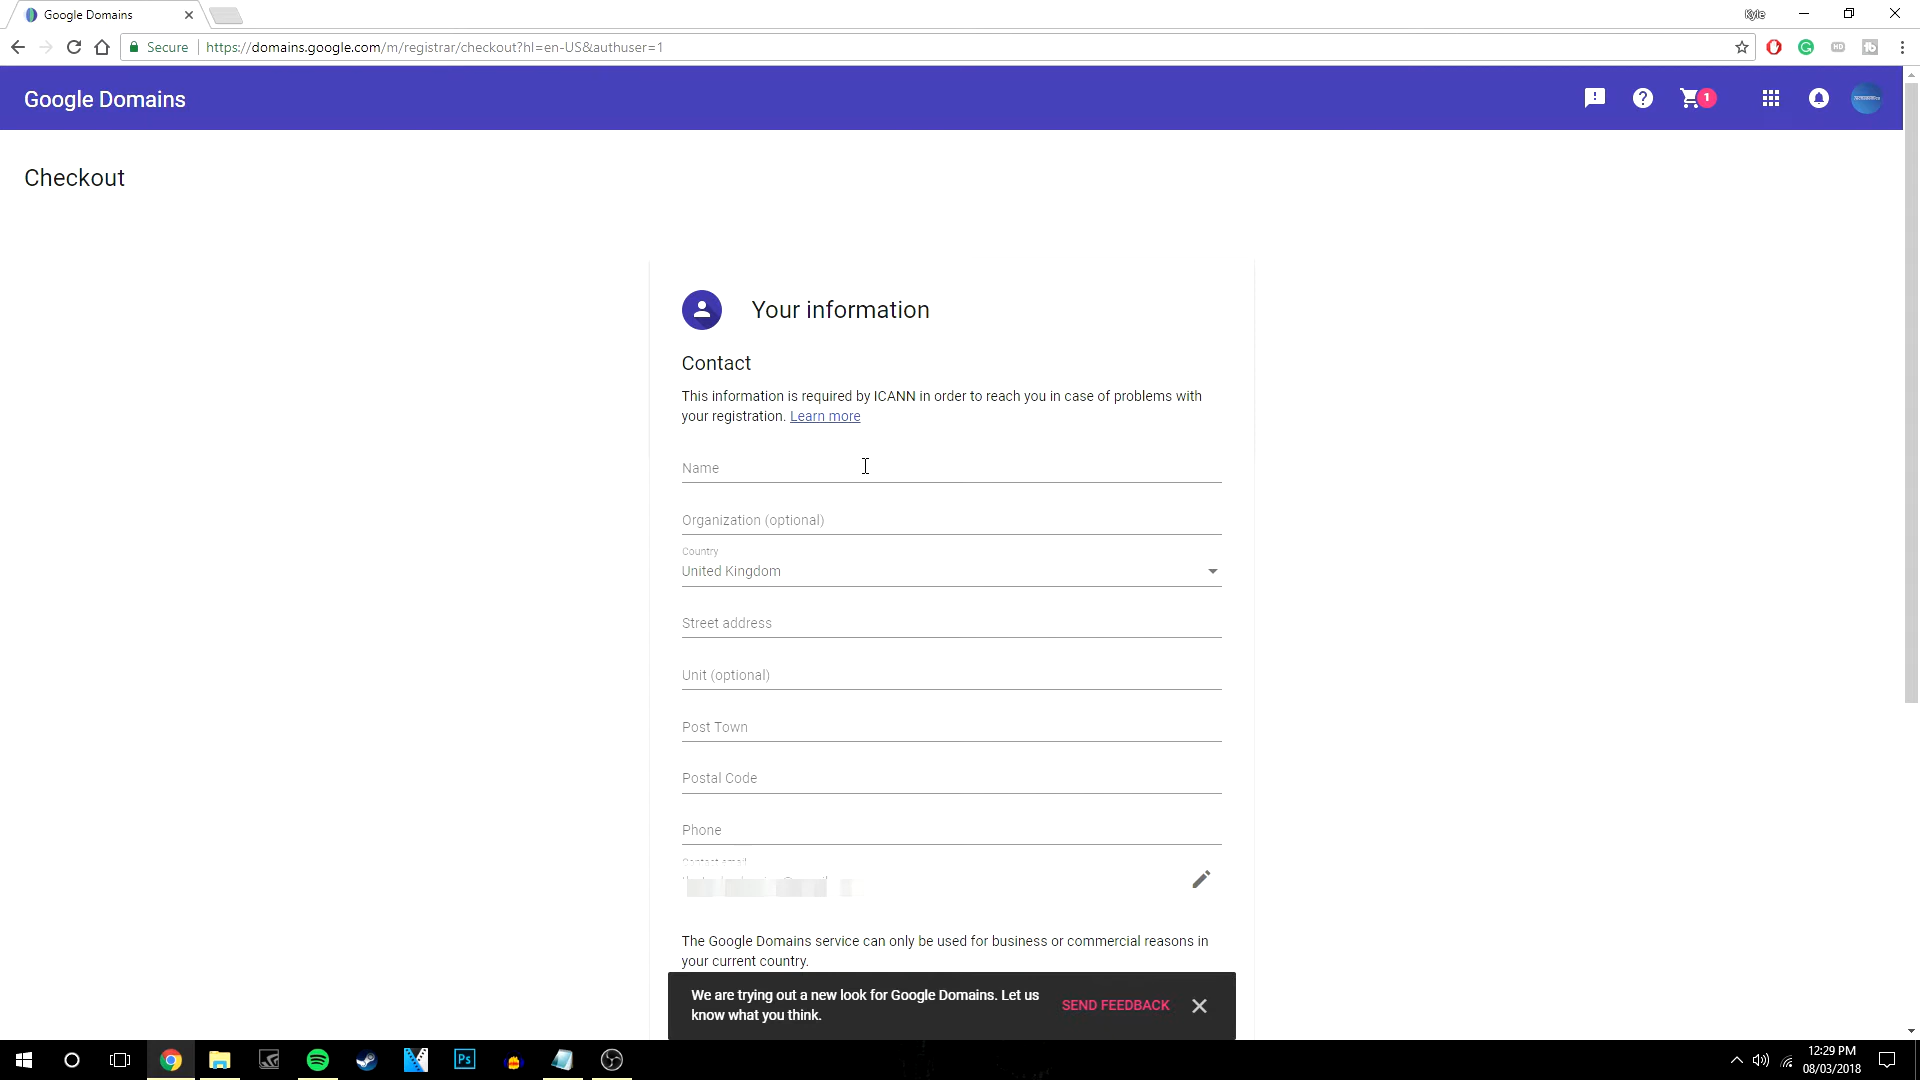 Google Domains
Kyle
Secure
https://domains.google.com/m/registrar/checkout?hl=en-US&authuser=1
HD
tb
Google Domains
1
Checkout
Your information
Contact
This information is required by ICANN in order to reach you in case of problems with
your registration. Learn more
Name
Organization (optional)
Country
United Kingdom
Street address
Unit (optional)
Post Town
Postal Code
Phone
The Google Domains service can only be used for business or commercial reasons in
your current country.
We are trying out a new look for Google Domains. Let us
know what you think.
SEND FEEDBACK
Ps
12:29 PM
08/03/2018